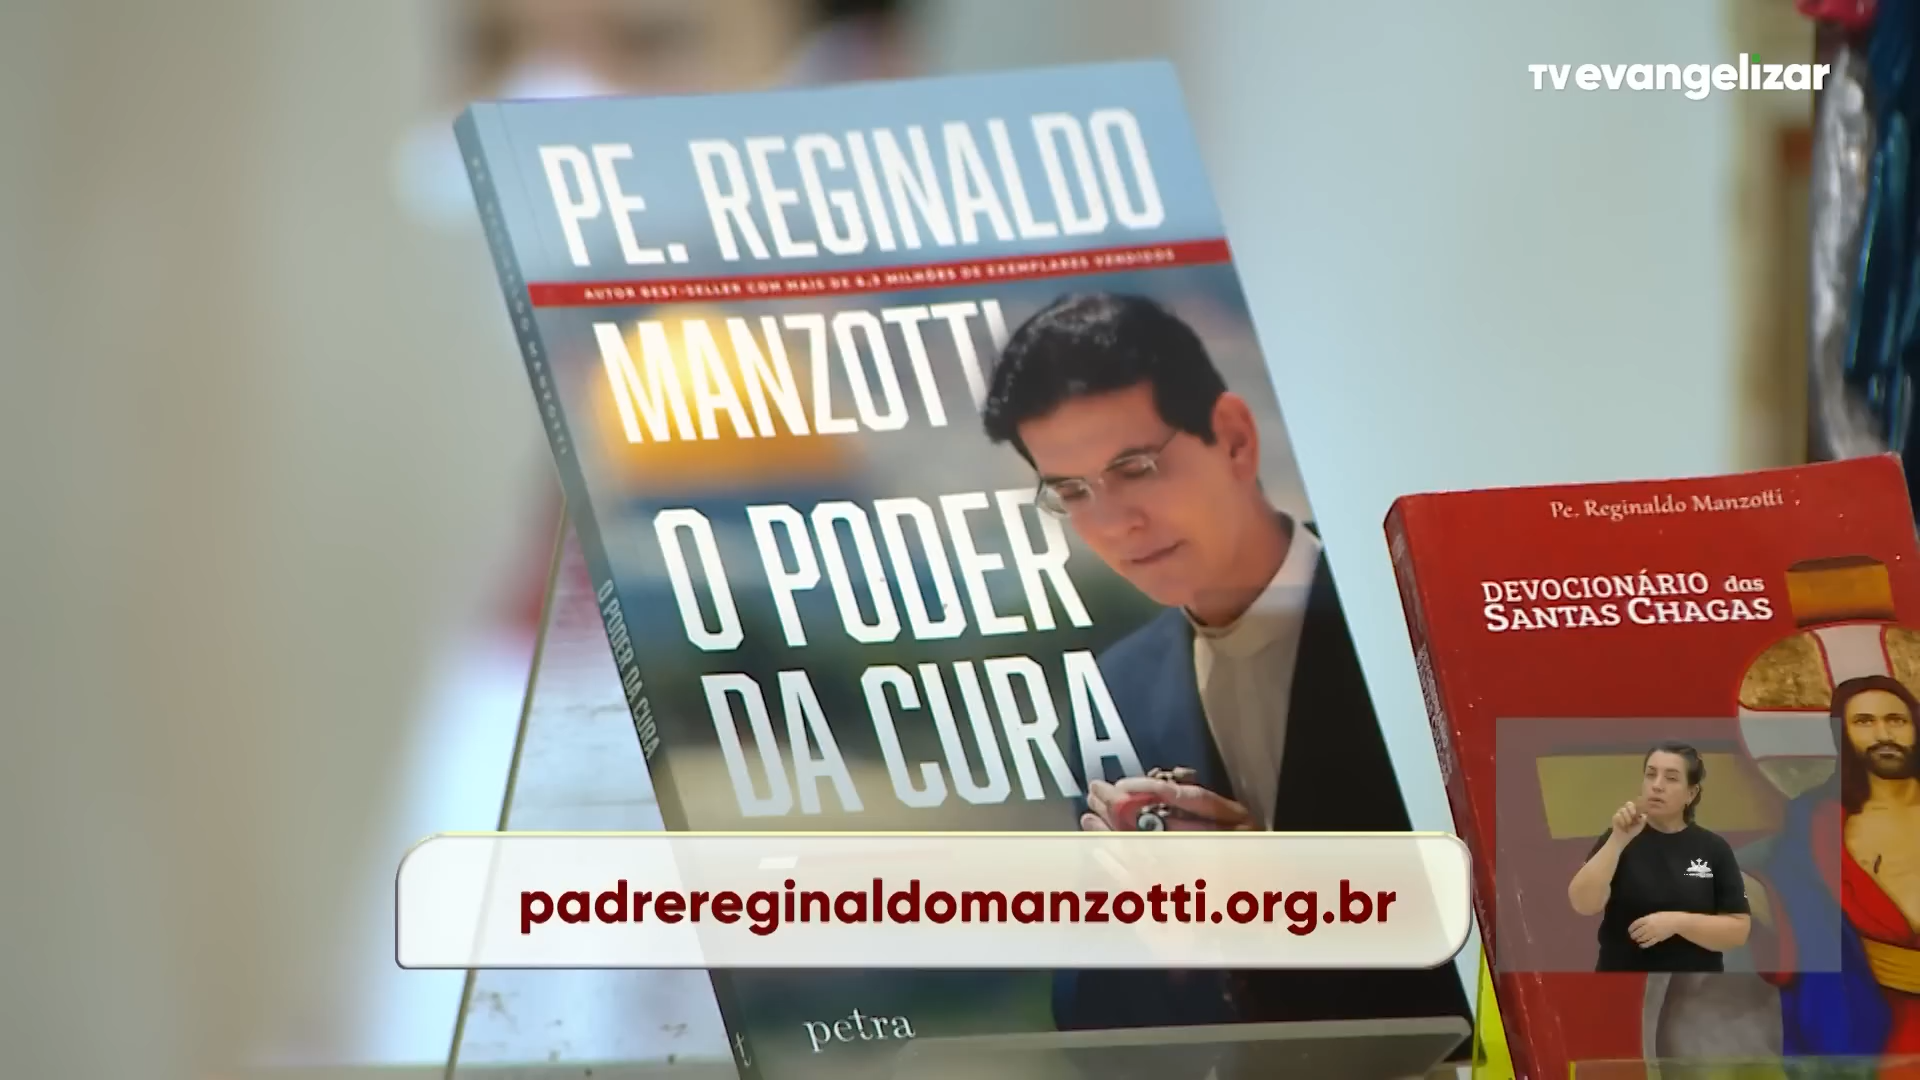 TV evangelizar
PE. REGINALDO
AUTOR BEST-SELLER COM MAIS DE 6,3 MILHÕES DE EXEMPLARES VENDIDOS
MANZOTTI
O PODER
DA CURA
petra
O PODER DA CURA
Pe. Reginaldo Manzotti
DEVOCIONÁRIO das
SANTAS CHAGAS
padrereginaldomanzotti.org.br